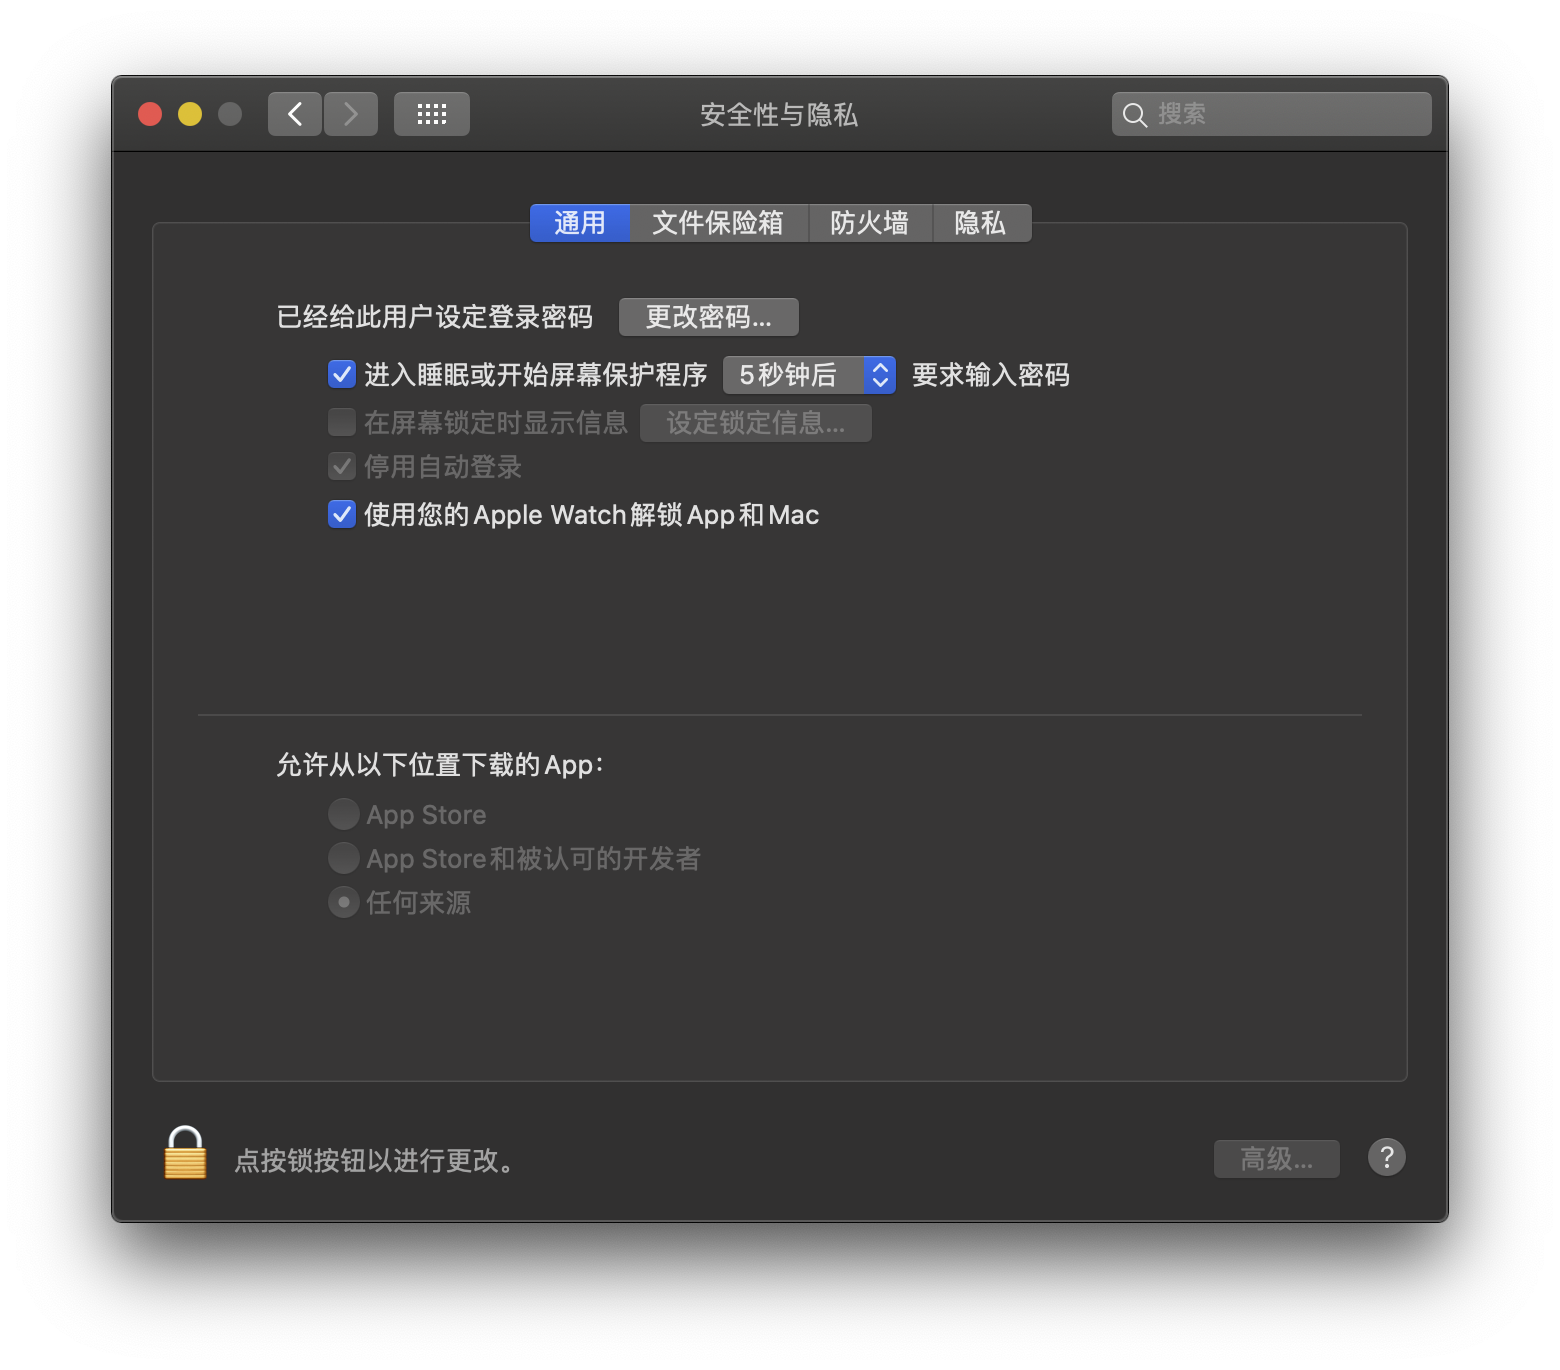 安全性与隐私
搜索
通用 文件保险箱 防火墙 隐私
已经给此用户设定登录密码 更改密码...
进入睡眠或开始屏幕保护程序 5秒钟后 要求输入密码
在屏幕锁定时显示信息 设定锁定信息...
停用自动登录
使用您的Apple Watch解锁App和Mac
允许从以下位置下载的App：
App Store
App Store和被认可的开发者
任何来源
点按锁按钮以进行更改。
高级... ?